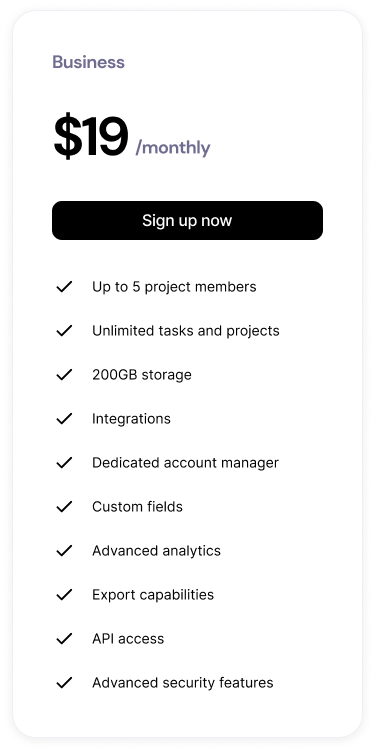 Business
$19 /monthly
Sign up now
Up to 5 project members
Unlimited tasks and projects
200GB storage
Integrations
Dedicated account manager
Custom fields
Advanced analytics
Export capabilities
API access
Advanced security features